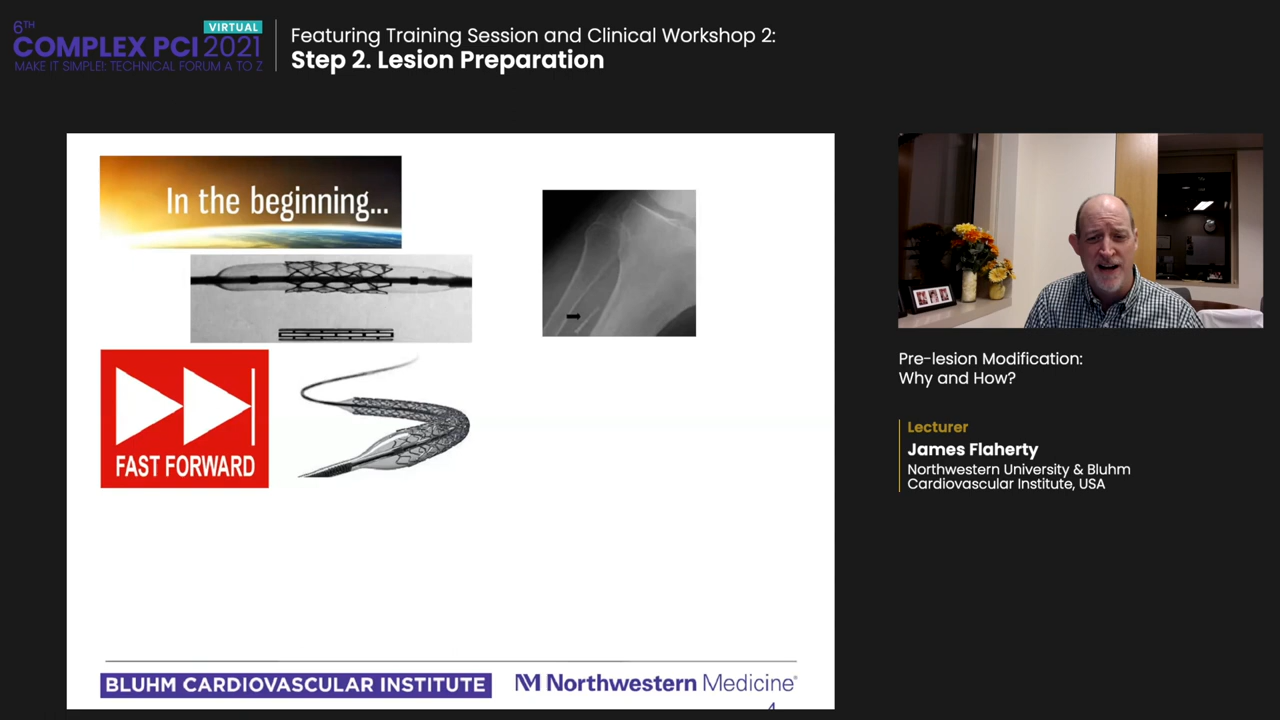 6TH
VIRTUAL
COMPLEX PCI 2021
MAKE IT SIMPLE!: TECHNICAL FORUM A TO Z
Featuring Training Session and Clinical Workshop 2:
Step 2. Lesion Preparation
In the beginning...
FAST FORWARD
BLUHM CARDIOVASCULAR INSTITUTE
Northwestern Medicine®
4
Pre-lesion Modification:
Why and How?
Lecturer
James Flaherty
Northwestern University & Bluhm
Cardiovascular Institute, USA